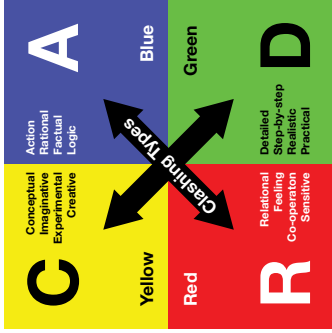 C
Conceptual
Imaginative
Experimental
Creative
Yellow
A
Action
Rational
Factual
Logic
Blue
Clashing Types
Red
Relational
Feeling
Co-operaton
Sensitive
R
Green
Detailed
Step-by-step
Realistic
Practical
D